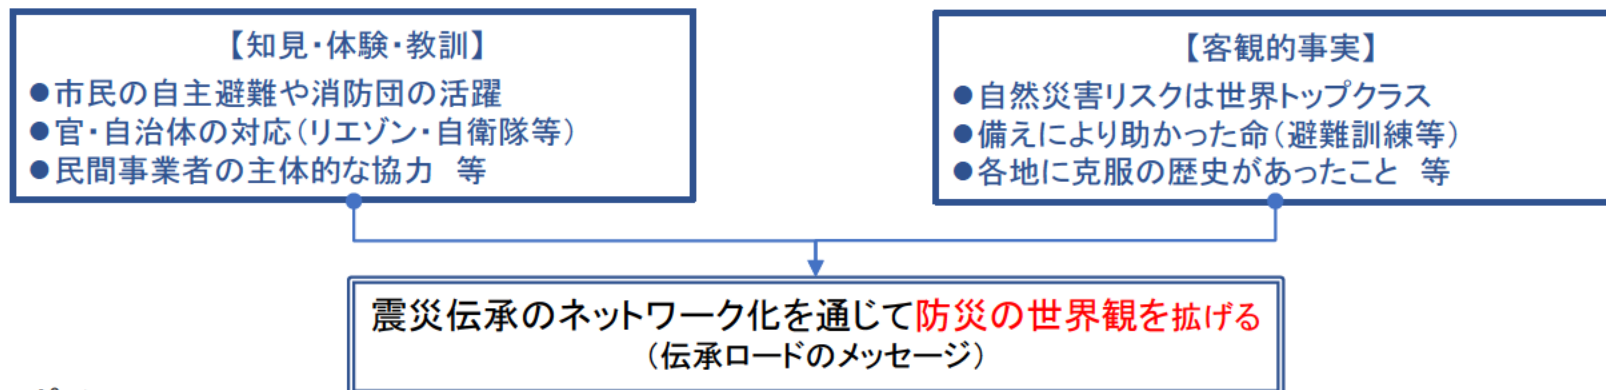 【知見・体験・教訓】
●市民の自主避難や消防団の活躍
●官・自治体の対応（リエゾン・自衛隊等）
●民間事業者の主体的な協力　等
【客観的事実】
●自然災害リスクは世界トップクラス
●備えにより助かった命（避難訓練等）
●各地に克服の歴史があったこと　等
震災伝承のネットワーク化を通じて防災の世界観を拡げる
（伝承ロードのメッセージ）